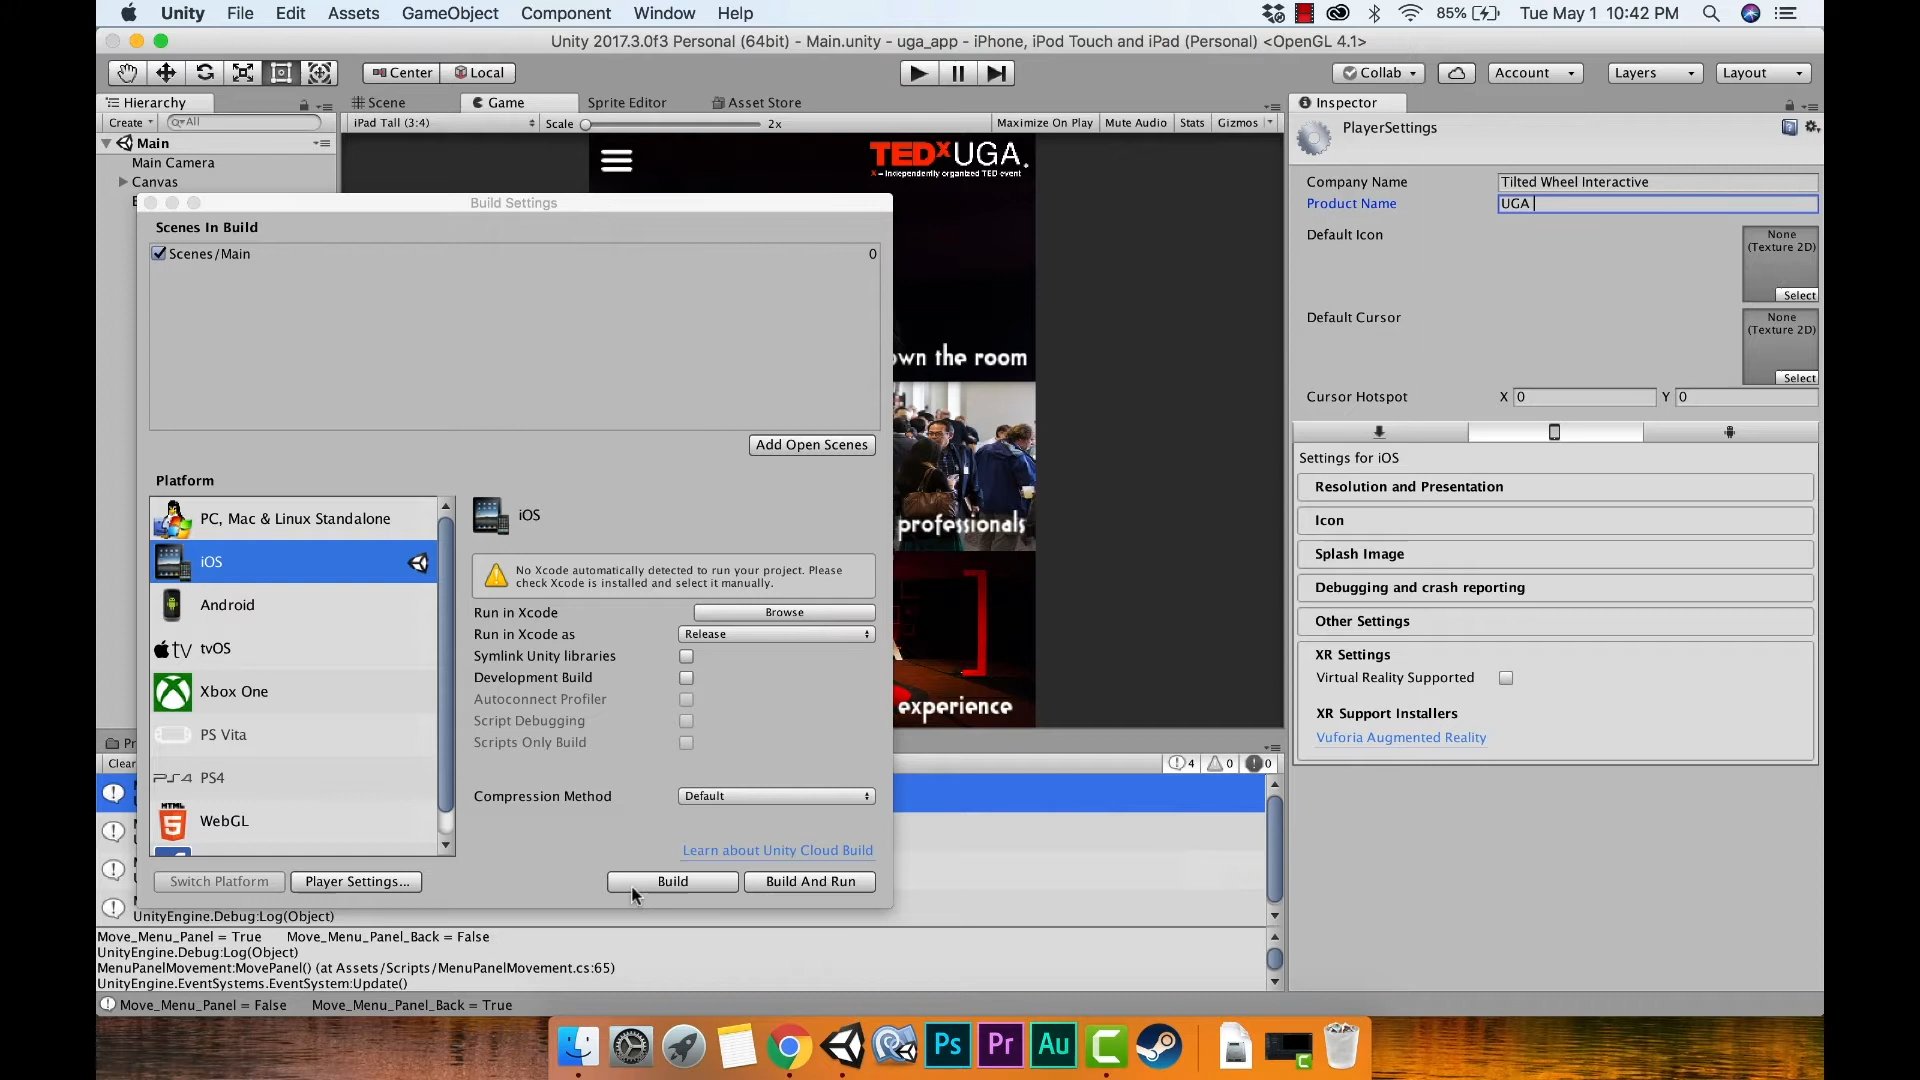 Unity File Edit Assets GameObject Component Window Help 85% Tue May 1 10:42 PM
Unity 2017.3.0f3 Personal (64bit) - Main.unity - uga_app - iPhone, iPod Touch and iPad (Personal) <OpenGL 4.1>
Center Local Collab Account Layers Layout
Hierarchy Scene Game Sprite Editor Asset Store Inspector
Create All iPad Tall (3:4) Scale 2x Maximize On Play Mute Audio Stats Gizmos
PlayerSettings
Main
Main Camera
Canvas
TEDxUGA.
x = independently organized TED event
Company Name Tilted Wheel Interactive
Product Name UGA
Default Icon None
(Texture 2D)
Select
Default Cursor None
(Texture 2D)
Select
Cursor Hotspot X 0 Y 0
Settings for iOS
Resolution and Presentation
Icon
Splash Image
Debugging and crash reporting
Other Settings
XR Settings
Virtual Reality Supported
XR Support Installers
Vuforia Augmented Reality
Build Settings
Scenes In Build
Scenes/Main 0
Add Open Scenes
Platform
PC, Mac & Linux Standalone
iOS
Android
tv tvOS
Xbox One
PS Vita
PS4 PS4
HTML 5 WebGL
iOS
No Xcode automatically detected to run your project. Please
check Xcode is installed and select it manually.
Run in Xcode Browse
Run in Xcode as Release
Symlink Unity libraries
Development Build
Autoconnect Profiler
Script Debugging
Scripts Only Build
Compression Method Default
Learn about Unity Cloud Build
Switch Platform Player Settings... Build Build And Run
own the room
professionals
experience
Pr
Clear 4 0 0
UnityEngine.Debug:Log(Object)
Move_Menu_Panel = True Move_Menu_Panel_Back = False
UnityEngine.Debug:Log(Object)
MenuPanelMovement:MovePanel() (at Assets/Scripts/MenuPanelMovement.cs:65)
UnityEngine.EventSystems.EventSystem:Update()
Move_Menu_Panel = False Move_Menu_Panel_Back = True
Ps Pr Au C